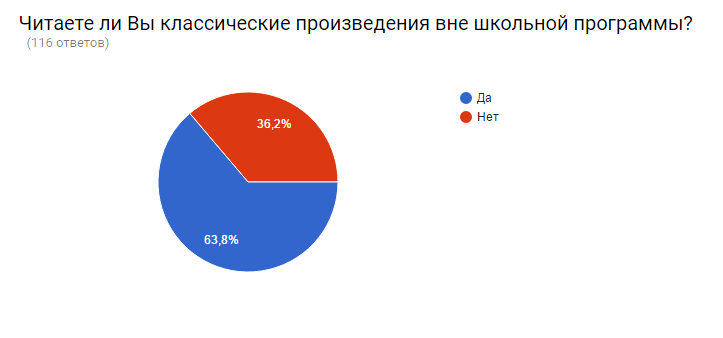 Читаете ли Вы классические произведения вне школьной программы?
(116 ответов)
Да
Нет
36,2%
63,8%